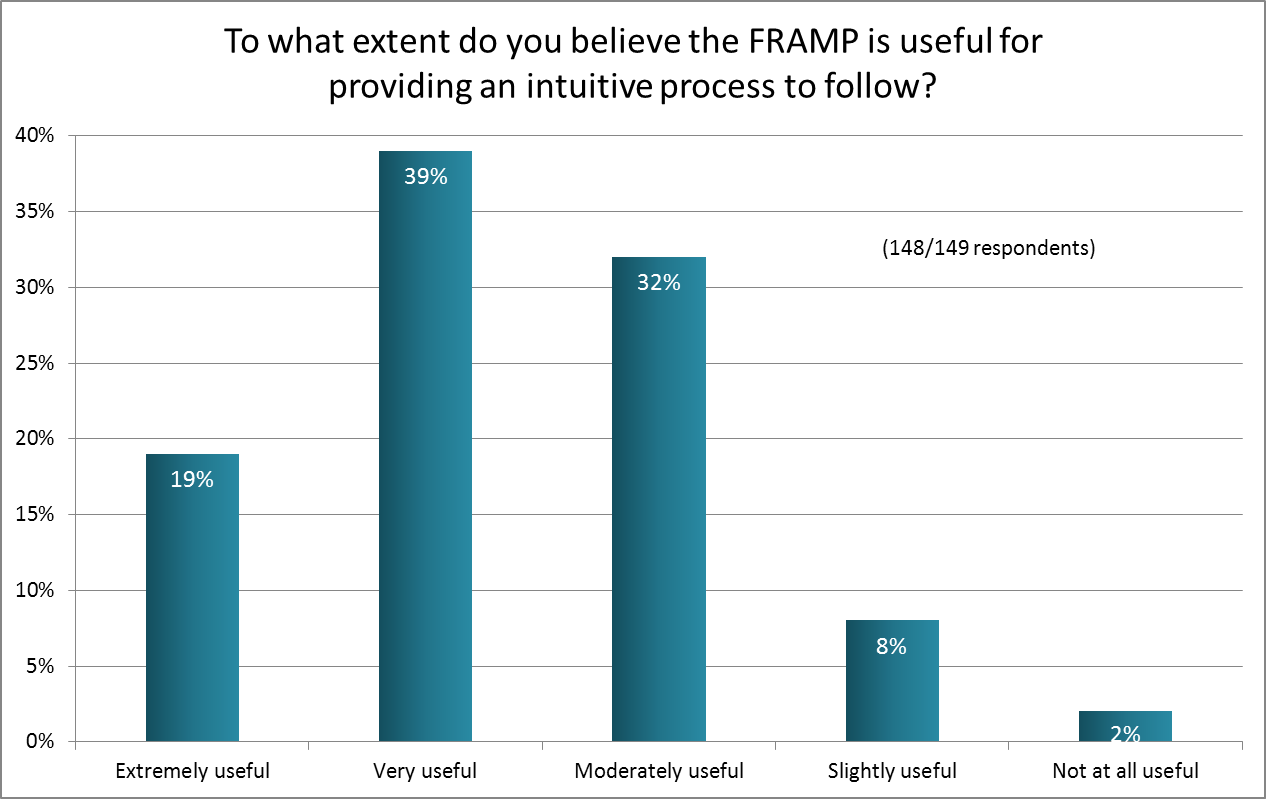 To what extent do you believe the FRAMP is useful for
providing an intuitive process to follow?
40%
35%
30%
25%
20%
15%
10%
5%
0%
(148/149 respondents)
19%
39%
32%
8%
2%
Extremely useful
Very useful
Moderately useful
Slightly useful
Not at all useful